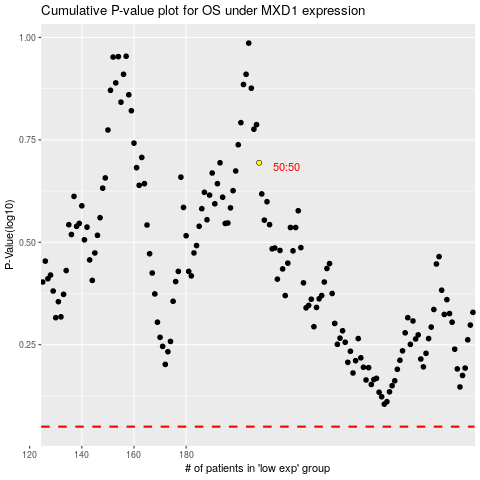 Cumulative P-value plot for OS under MXD1 expression
P-Value(log10)
1.00
0.75
0.50
0.25
50:50
120 140 160 180
# of patients in 'low exp' group